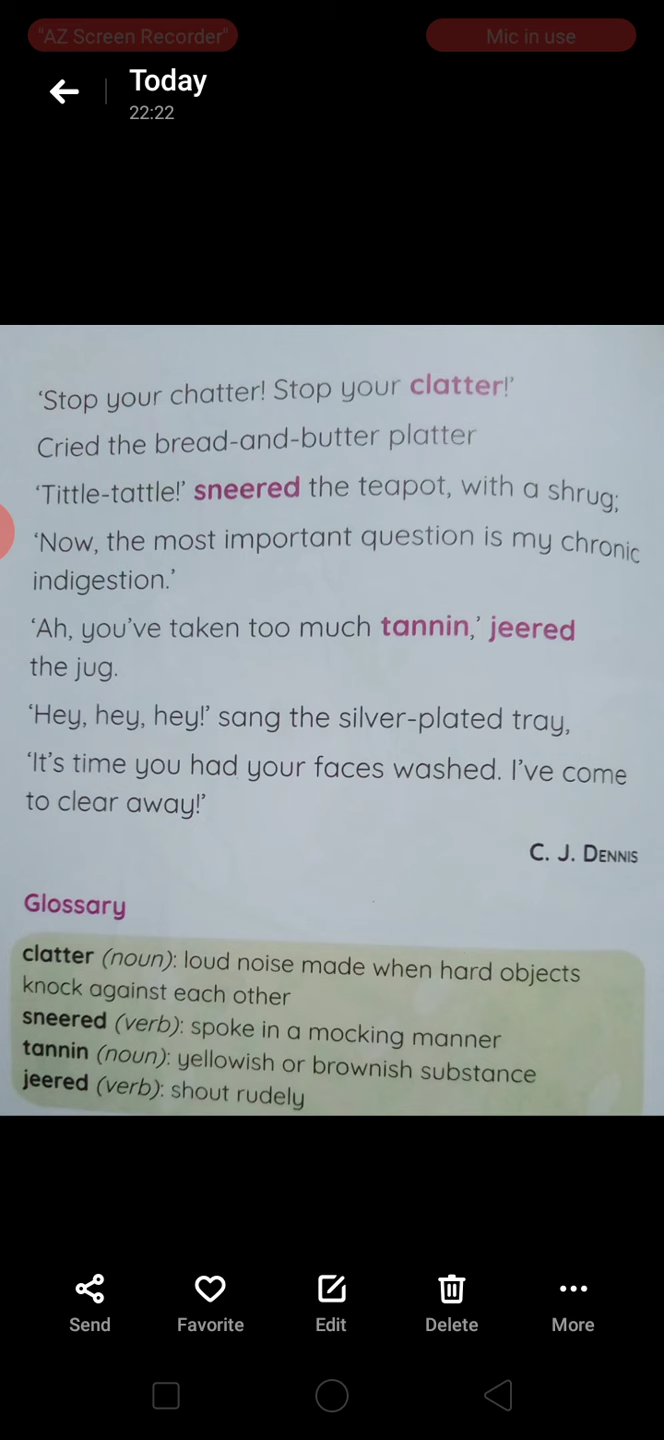 "AZ Screen Recorder"
Mic in use
Today
22:22
‘Stop your chatter! Stop your clatter!’
Cried the bread-and-butter platter
‘Tittle-tattle!’ sneered the teapot, with a shrug;
‘Now, the most important question is my chronic
indigestion.’
‘Ah, you’ve taken too much tannin,’ jeered
the jug.
‘Hey, hey, hey!’ sang the silver-plated tray,
‘It’s time you had your faces washed. I’ve come
to clear away!’
C. J. DENNIS
Glossary
clatter (noun): loud noise made when hard objects
knock against each other
sneered (verb): spoke in a mocking manner
tannin (noun): yellowish or brownish substance
jeered (verb): shout rudely
Send
Favorite
Edit
Delete
More